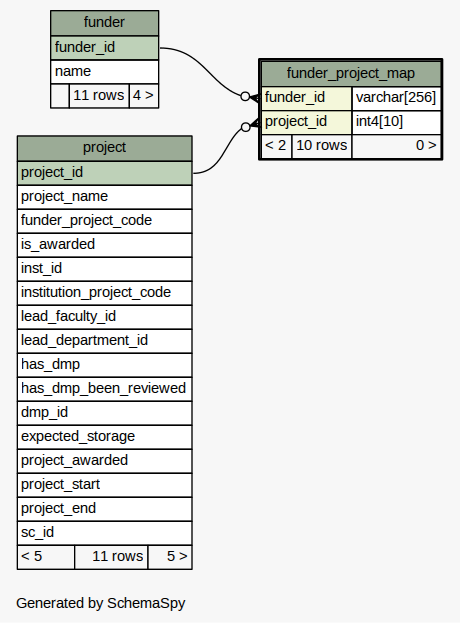 funder
funder_id
name
11 rows 4 >
funder_project_map
funder_id varchar[256]
project_id int4[10]
< 2 10 rows 0 >
project
project_id
project_name
funder_project_code
is_awarded
inst_id
institution_project_code
lead_faculty_id
lead_department_id
has_dmp
has_dmp_been_reviewed
dmp_id
expected_storage
project_awarded
project_start
project_end
sc_id
< 5 11 rows 5 >
Generated by SchemaSpy